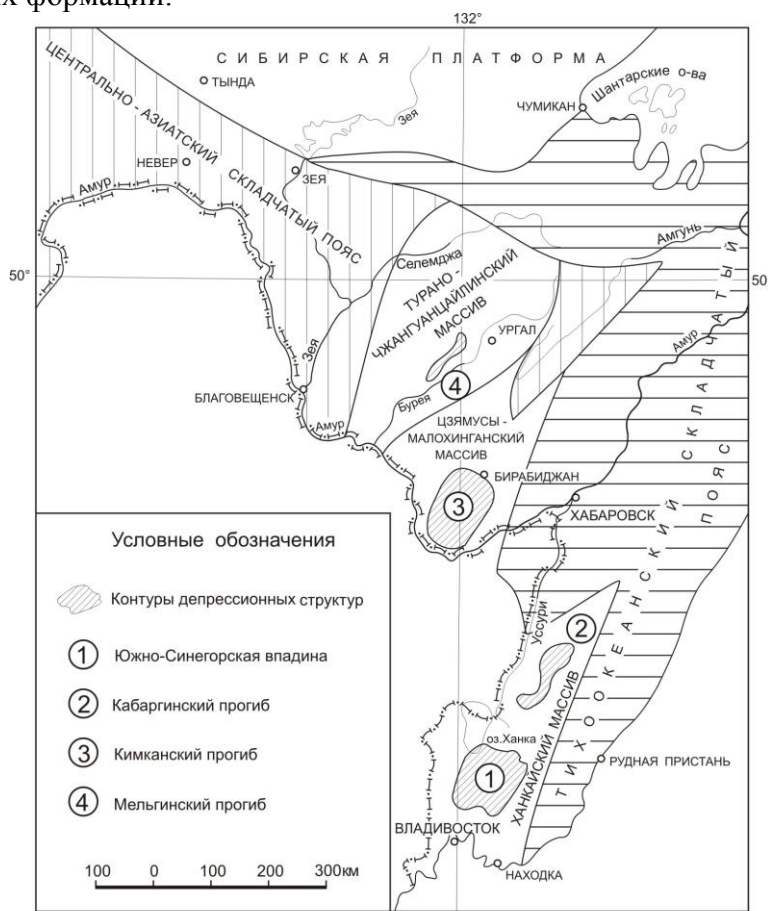 х формаций.
132°
СИБИРСКАЯ ПЛАТФОРМА
ЦЕНТРАЛЬНО-АЗИАТСКИЙ СКЛАДЧАТЫЙ ПОЯС
ТЫНДА
Зея
ЧУМИКАН
Шантарские о-ва
НЕВЕР
ЗЕЯ
Амур
50°
Селемджа
Амгунь
50
ТУРАНО -
ЧЖАНГУАНЦАЙЛИНСКИЙ
МАССИВ
УРГАЛ
Зея
Амур
БЛАГОВЕЩЕНСК
4
Бурея
Амур
ЦЗЯМУСЫ -
МАЛОХИНГАНСКИЙ
МАССИВ
БИРАБИДЖАН
3
ХАБАРОВСК
ТИХООКЕАНСКИЙ СКЛАДЧАТЫЙ
ПОЯС
Уссури
2
ХАНКАЙСКИЙ МАССИВ
оз.Ханка
1
РУДНАЯ ПРИСТАНЬ
ВЛАДИВОСТОК
НАХОДКА
Условные обозначения
Контуры депрессионных структур
1 Южно-Синегорская впадина
2 Кабаргинский прогиб
3 Кимканский прогиб
4 Мельгинский прогиб
100 0 100 200 300км